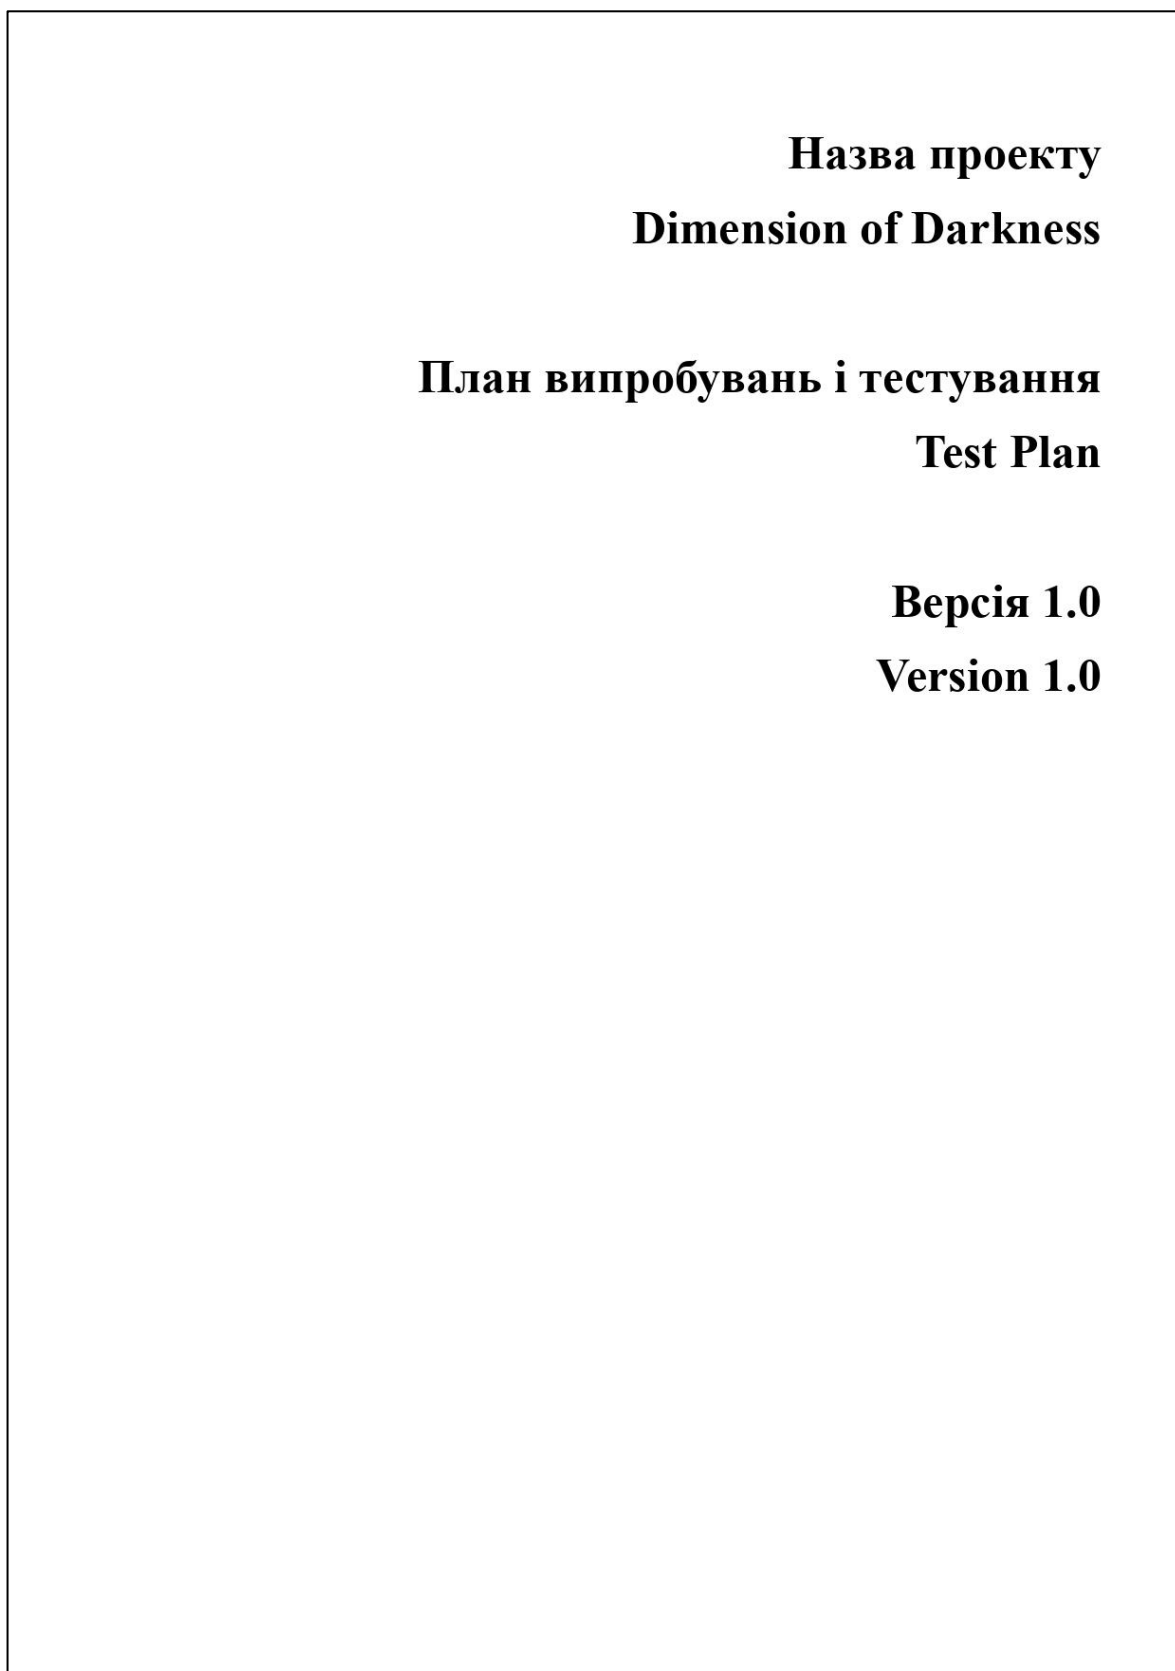 Назва проекту
Dimension of Darkness
План випробувань і тестування
Test Plan
Версія 1.0
Version 1.0